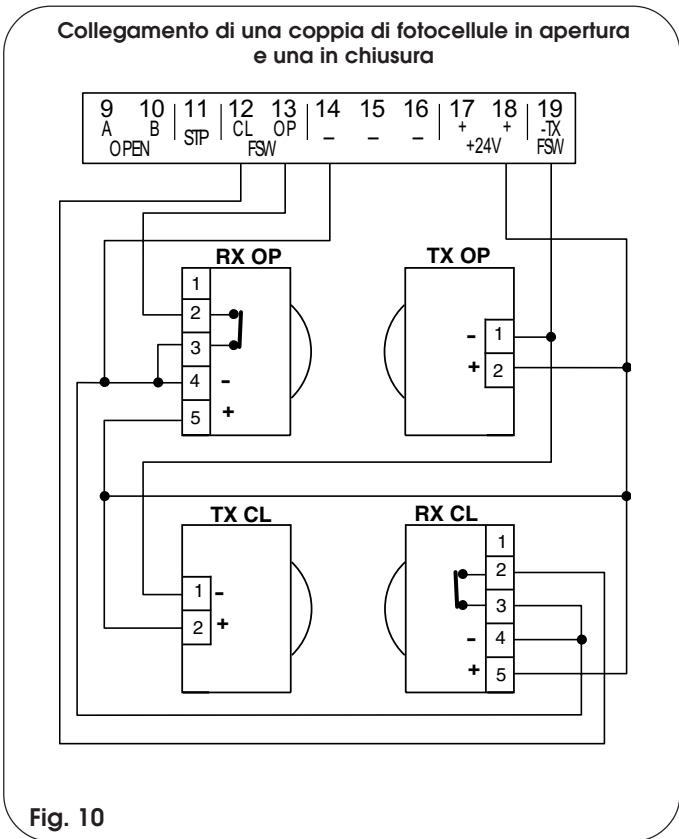 Collegamento di una coppia di fotocellule in apertura
e una in chiusura
9 10 11 12 13 14 15 16 17 18 19
A B STP CL OP – – – + + -TX
OPEN FSW +24V FSW
RX OP TX OP
1
2
3
4 -
5 +
- 1
+ 2
TX CL RX CL
1 -
2 +
1
2
3
- 4
+ 5
Fig. 10